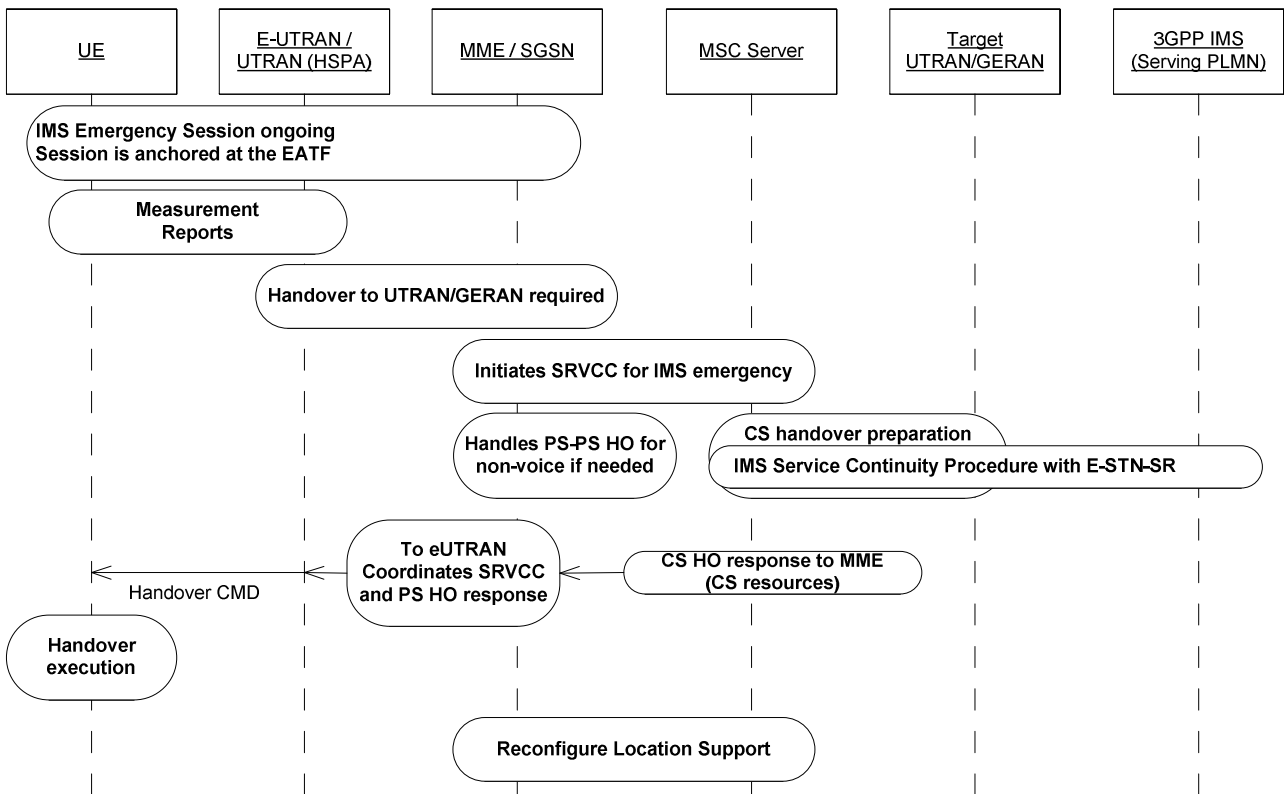 UE
E-UTRAN /
UTRAN (HSPA)
MME / SGSN
MSC Server
Target
UTRAN/GERAN
3GPP IMS
(Serving PLMN)
IMS Emergency Session ongoing
Session is anchored at the EATF
Measurement
Reports
Handover to UTRAN/GERAN required
Initiates SRVCC for IMS emergency
Handles PS-PS HO for
non-voice if needed
CS handover preparation
IMS Service Continuity Procedure with E-STN-SR
To eUTRAN
Coordinates SRVCC
and PS HO response
CS HO response to MME
(CS resources)
Handover CMD
Handover
execution
Reconfigure Location Support